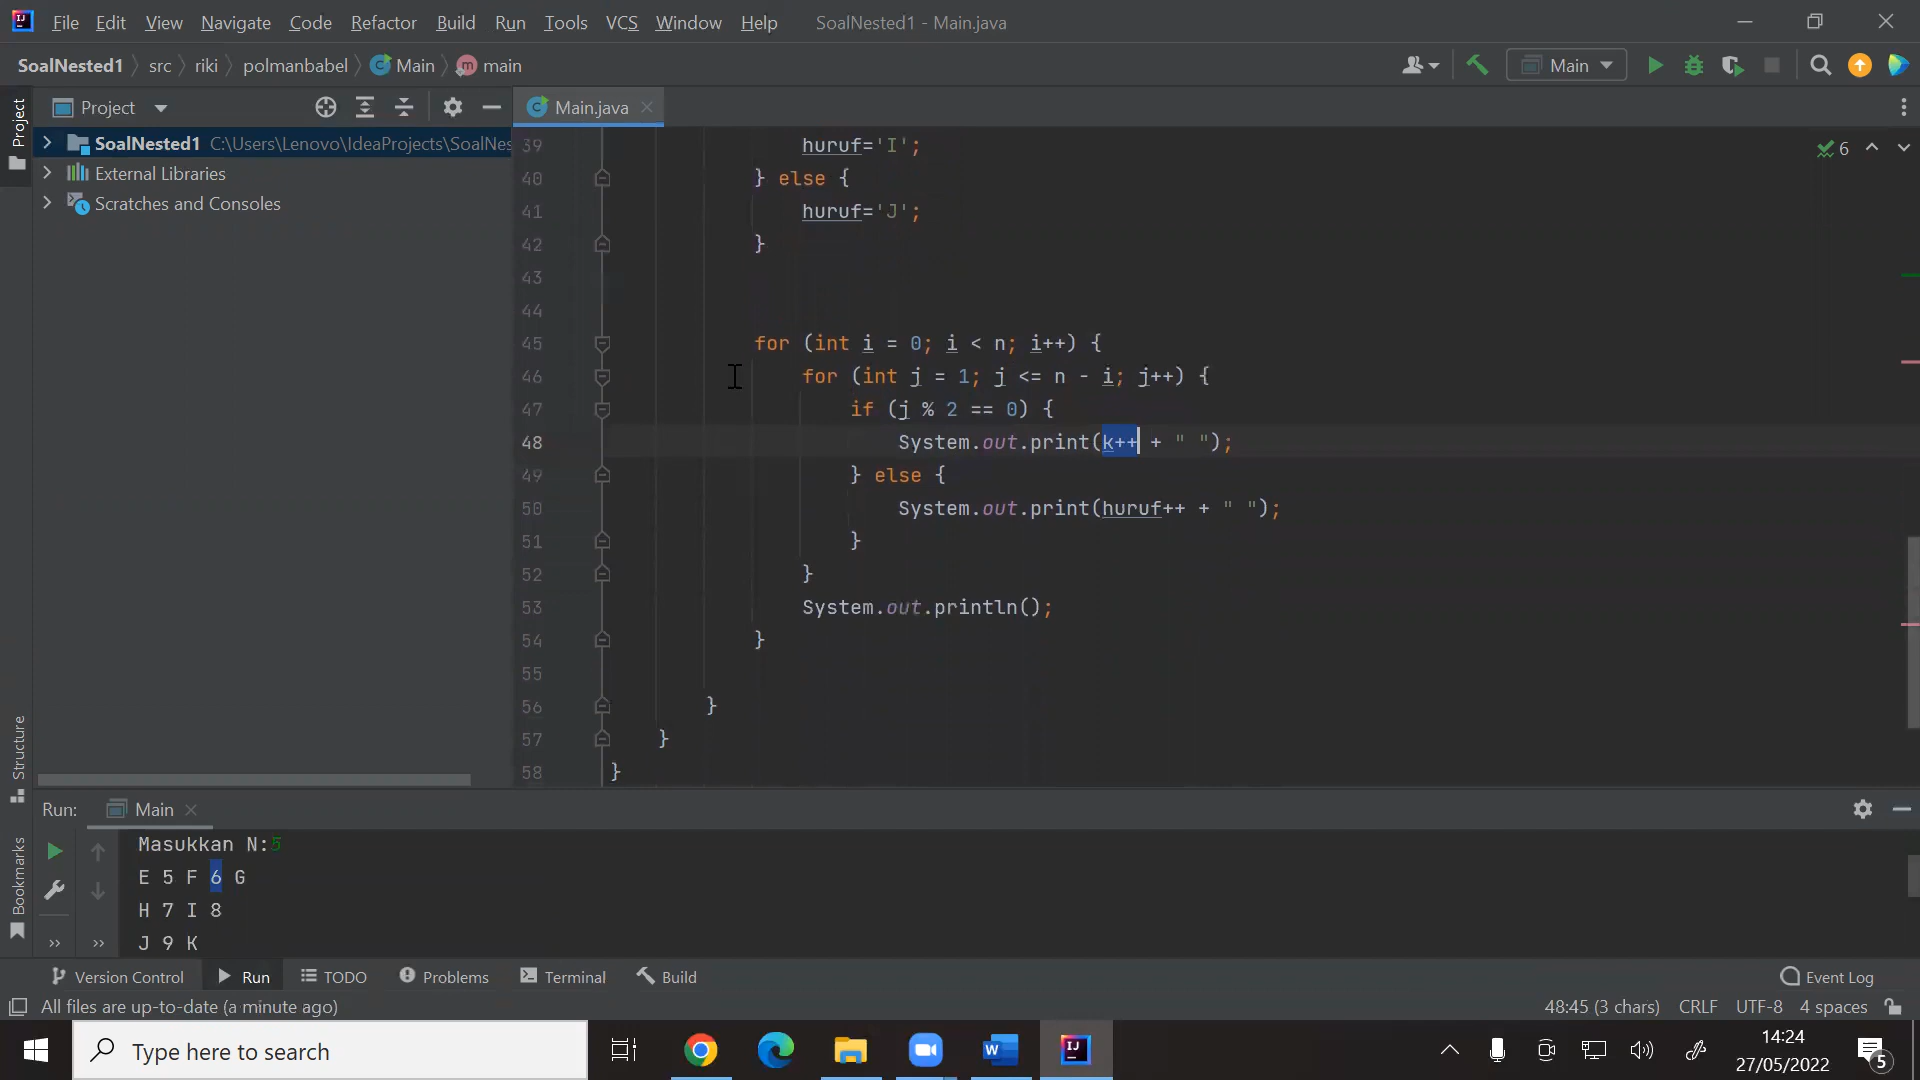 File Edit View Navigate Code Refactor Build Run Tools VCS Window Help SoalNested1 - Main.java
SoalNested1 src riki polmanbabel Main main
Main
Project
Main.java
Project
SoalNested1 C:\Users\Lenovo\IdeaProjects\SoalNes
External Libraries
Scratches and Consoles
6
39 huruf='I';
40 } else {
41 huruf='J';
42 }
43
44
45 for (int i = 0; i < n; i++) {
46 for (int j = 1; j <= n - i; j++) {
47 if (j % 2 == 0) {
48 System.out.print(k++ + " ");
49 } else {
50 System.out.print(huruf++ + " ");
51 }
52 }
53 System.out.println();
54 }
55
56 }
57 }
58 }
Structure
Bookmarks
Run: Main
Masukkan N:5
E 5 F 6 G
H 7 I 8
J 9 K
Version Control Run TODO Problems Terminal Build Event Log
All files are up-to-date (a minute ago) 48:45 (3 chars) CRLF UTF-8 4 spaces
Type here to search
14:24
27/05/2022
5